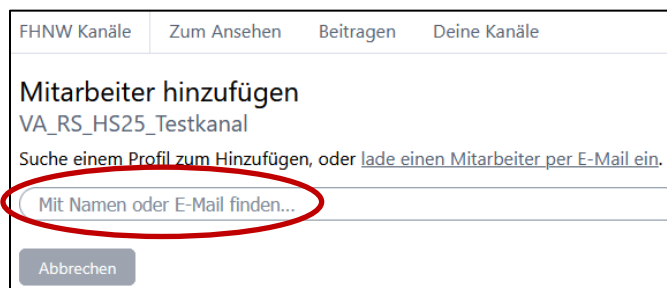 FHNW Kanäle Zum Ansehen Beitragen Deine Kanäle
Mitarbeiter hinzufügen
VA_RS_HS25_Testkanal
Suche einem Profil zum Hinzufügen, oder lade einen Mitarbeiter per E-Mail ein.
Mit Namen oder E-Mail finden...
Abbrechen